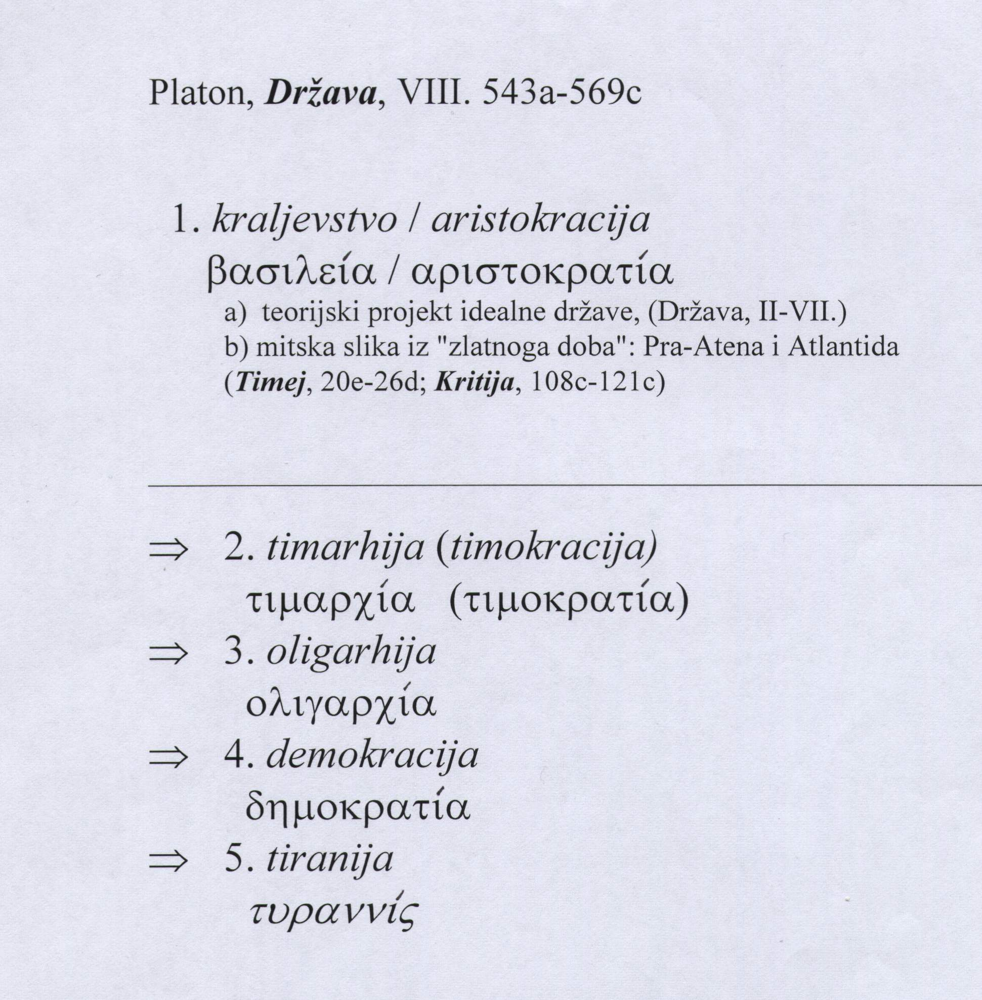 Platon, Država, VIII. 543a-569c
1. kraljevstvo / aristokracija
βασιλεία / αριστοκρατία
a) teorijski projekt idealne države, (Država, II-VII.)
b) mitska slika iz "zlatnoga doba": Pra-Atena i Atlantida
(Timej, 20e-26d; Kritija, 108c-121c)
⇒ 2. timarhija (timokracija)
τιμαρχία (τιμοκρατία)
⇒ 3. oligarhija
ολιγαρχία
⇒ 4. demokracija
δημοκρατία
⇒ 5. tiranija
τυραννίς